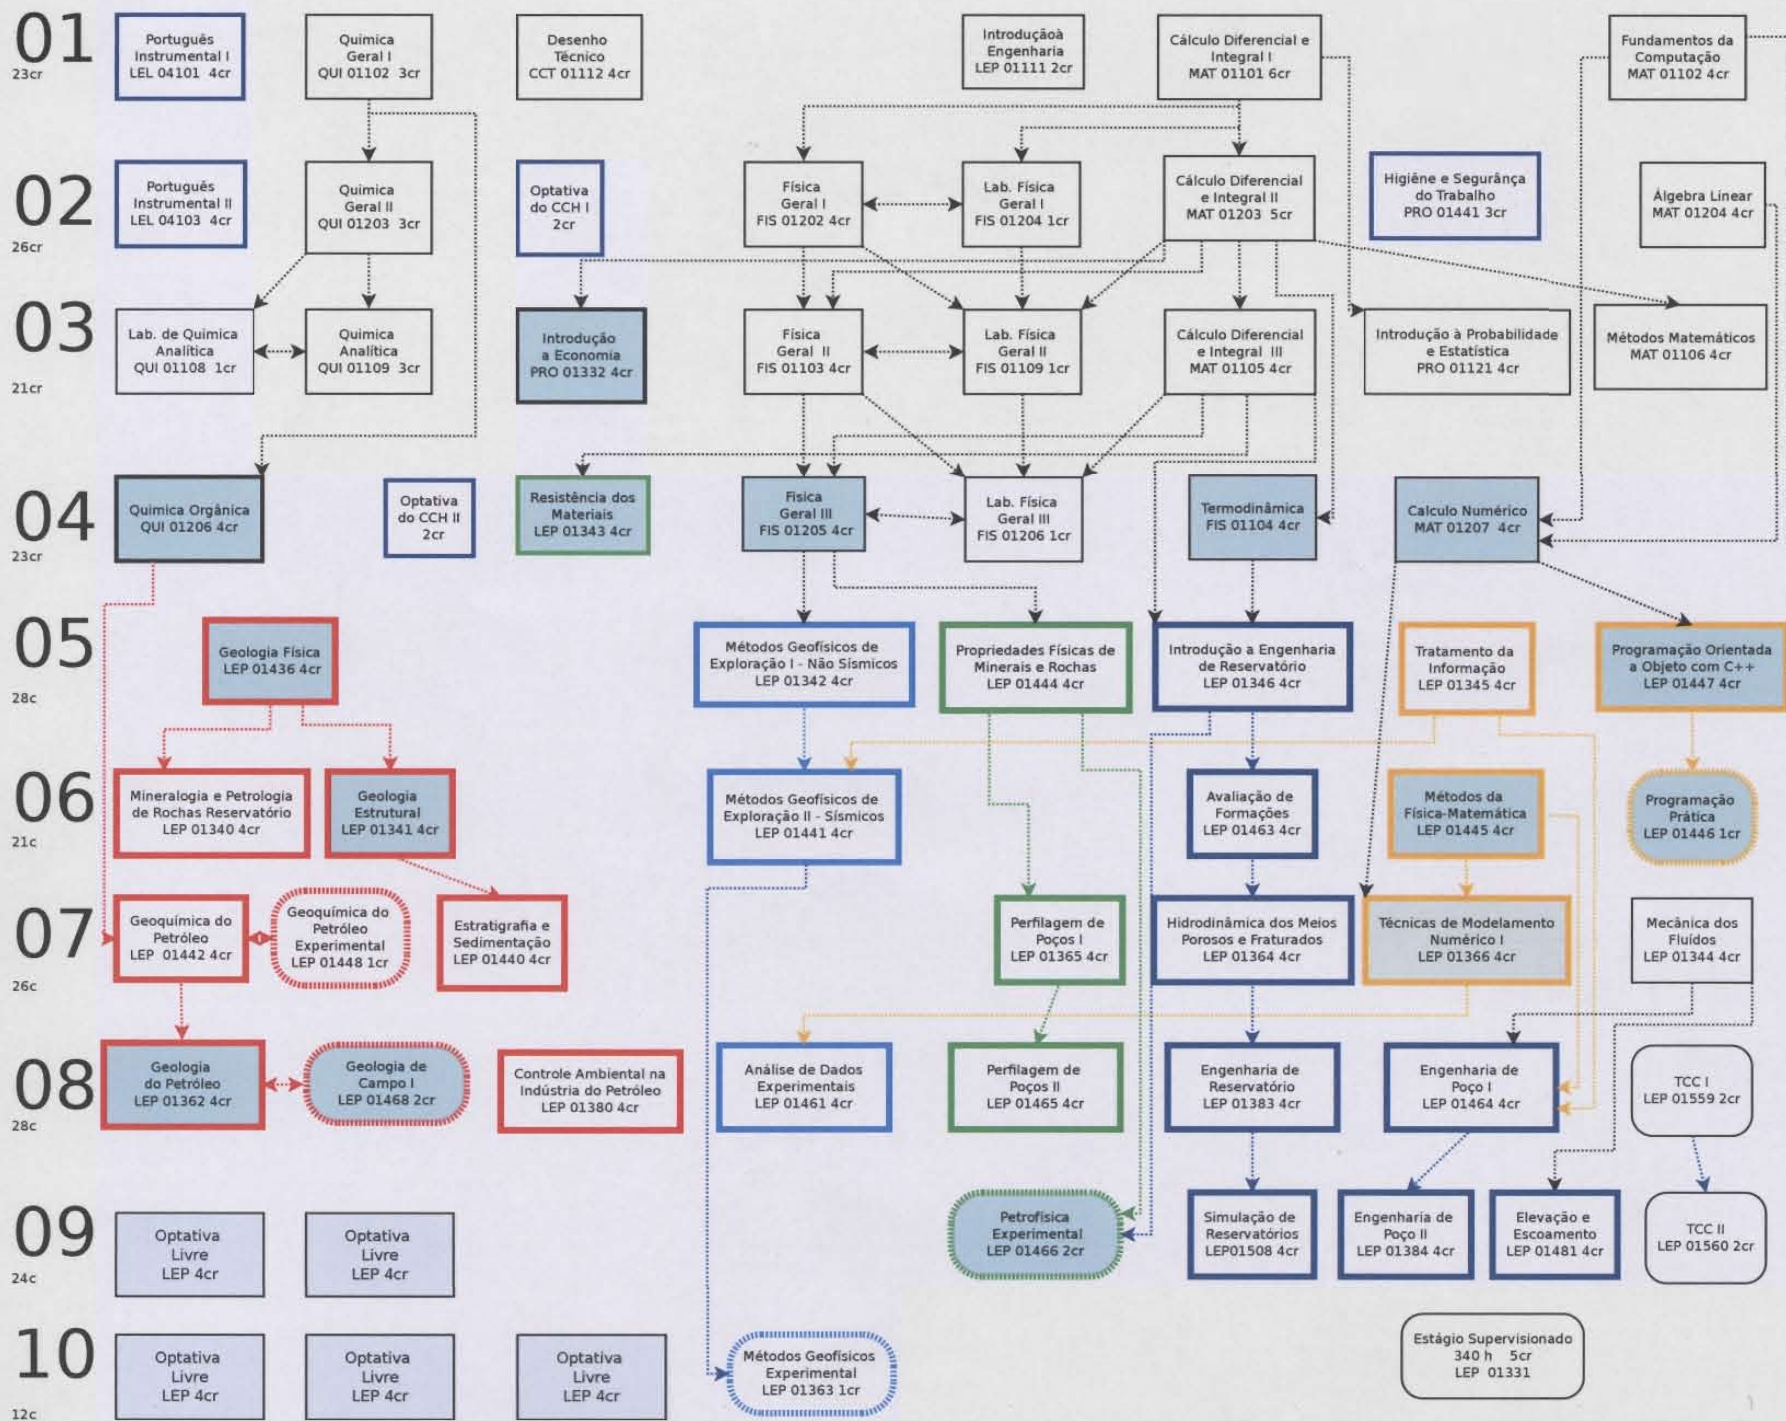 01
23cr
Português
Instrumental I
LEL 04101 4cr
Quimica
Geral I
QUI 01102 3cr
Desenho
Técnico
CCT 01112 4cr
Introduçãoà
Engenharia
LEP 01111 2cr
Cálculo Diferencial e
Integral I
MAT 01101 6cr
Fundamentos da
Computação
MAT 01102 4cr
02
26cr
Português
Instrumental II
LEL 04103 4cr
Quimica
Geral II
QUI 01203 3cr
Optativa
do CCH I
2cr
Física
Geral I
FIS 01202 4cr
Lab. Física
Geral I
FIS 01204 1cr
Cálculo Diferencial
e Integral II
MAT 01203 5cr
Higiêne e Segurânça
do Trabalho
PRO 01441 3cr
Álgebra Linear
MAT 01204 4cr
03
21cr
Lab. de Quimica
Analítica
QUI 01108 1cr
Quimica
Analítica
QUI 01109 3cr
Introdução
a Economia
PRO 01332 4cr
Física
Geral II
FIS 01103 4cr
Lab. Física
Geral II
FIS 01109 1cr
Cálculo Diferencial
e Integral III
MAT 01105 4cr
Introdução à Probabilidade
e Estatística
PRO 01121 4cr
Métodos Matemáticos
MAT 01106 4cr
04
23cr
Quimica Orgânica
QUI 01206 4cr
Optativa
do CCH II
2cr
Resistência dos
Materiais
LEP 01343 4cr
Fisica
Geral III
FIS 01205 4cr
Lab. Física
Geral III
FIS 01206 1cr
Termodinâmica
FIS 01104 4cr
Calculo Numérico
MAT 01207 4cr
05
28c
Geologia Física
LEP 01436 4cr
Métodos Geofísicos de
Exploração I - Não Sísmicos
LEP 01342 4cr
Propriedades Físicas de
Minerais e Rochas
LEP 01444 4cr
Introdução a Engenharia
de Reservatório
LEP 01346 4cr
Tratamento da
Informação
LEP 01345 4cr
Programação Orientada
a Objeto com C++
LEP 01447 4cr
06
21c
Mineralogia e Petrologia
de Rochas Reservatório
LEP 01340 4cr
Geologia
Estrutural
LEP 01341 4cr
Métodos Geofísicos de
Exploração II - Sísmicos
LEP 01441 4cr
Avaliação de
Formações
LEP 01463 4cr
Métodos da
Física-Matemática
LEP 01445 4cr
Programação
Prática
LEP 01446 1cr
07
26c
Geoquímica do
Petróleo
LEP 01442 4cr
Geoquímica do
Petróleo
Experimental
LEP 01448 1cr
Estratigrafia e
Sedimentação
LEP 01440 4cr
Perfilagem de
Poços I
LEP 01365 4cr
Hidrodinâmica dos Meios
Porosos e Fraturados
LEP 01364 4cr
Técnicas de Modelamento
Numérico I
LEP 01366 4cr
Mecânica dos
Fluídos
LEP 01344 4cr
08
28c
Geologia
do Petróleo
LEP 01362 4cr
Geologia de
Campo I
LEP 01468 2cr
Controle Ambiental na
Indústria do Petróleo
LEP 01380 4cr
Análise de Dados
Experimentais
LEP 01461 4cr
Perfilagem de
Poços II
LEP 01465 4cr
Engenharia de
Reservatório
LEP 01383 4cr
Engenharia de
Poço I
LEP 01464 4cr
TCC I
LEP 01559 2cr
09
24c
Optativa
Livre
LEP 4cr
Optativa
Livre
LEP 4cr
Petrofísica
Experimental
LEP 01466 2cr
Simulação de
Reservatórios
LEP01508 4cr
Engenharia de
Poço II
LEP 01384 4cr
Elevação e
Escoamento
LEP 01481 4cr
TCC II
LEP 01560 2cr
10
12c
Optativa
Livre
LEP 4cr
Optativa
Livre
LEP 4cr
Optativa
Livre
LEP 4cr
Métodos Geofísicos
Experimental
LEP 01363 1cr
Estágio Supervisionado
340 h 5cr
LEP 01331